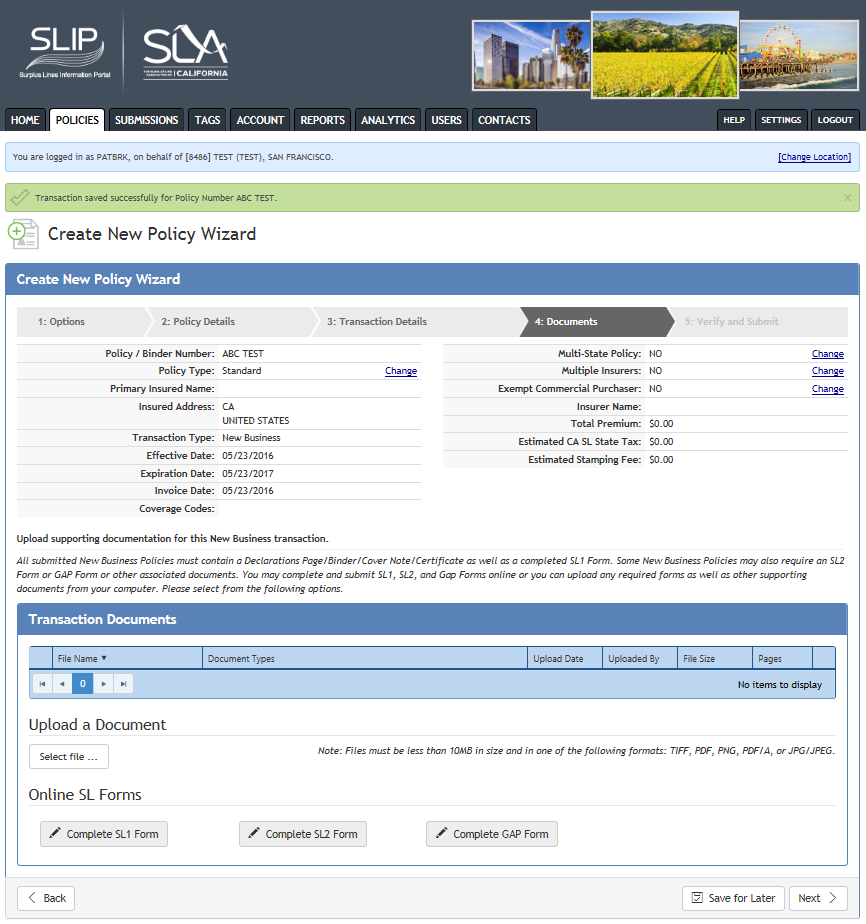 SLIP
Surplus Lines Information Portal
SLA
THE SURPLUS LINE
ASSOCIATION OF | CALIFORNIA
HOME POLICIES SUBMISSIONS TAGS ACCOUNT REPORTS ANALYTICS USERS CONTACTS HELP SETTINGS LOGOUT
You are logged in as PATBRK, on behalf of [8486] TEST (TEST), SAN FRANCISCO. [Change Location]
Transaction saved successfully for Policy Number ABC TEST. ×
Create New Policy Wizard
Create New Policy Wizard
1: Options 2: Policy Details 3: Transaction Details 4: Documents 5: Verify and Submit
Policy / Binder Number: ABC TEST Multi-State Policy: NO Change
Policy Type: Standard Change Multiple Insurers: NO Change
Primary Insured Name: Exempt Commercial Purchaser: NO Change
Insured Address: CA Insurer Name:
UNITED STATES Total Premium: $0.00
Transaction Type: New Business Estimated CA SL State Tax: $0.00
Effective Date: 05/23/2016 Estimated Stamping Fee: $0.00
Expiration Date: 05/23/2017
Invoice Date: 05/23/2016
Coverage Codes:
Upload supporting documentation for this New Business transaction.
All submitted New Business Policies must contain a Declarations Page/Binder/Cover Note/Certificate as well as a completed SL1 Form. Some New Business Policies may also require an SL2
Form or GAP Form or other associated documents. You may complete and submit SL1, SL2, and Gap Forms online or you can upload any required forms as well as other supporting
documents from your computer. Please select from the following options.
Transaction Documents
File Name Document Types Upload Date Uploaded By File Size Pages
0 No items to display
Upload a Document
Select file ... Note: Files must be less than 10MB in size and in one of the following formats: TIFF, PDF, PNG, PDF/A, or JPG/JPEG.
Online SL Forms
Complete SL1 Form Complete SL2 Form Complete GAP Form
Back Save for Later Next